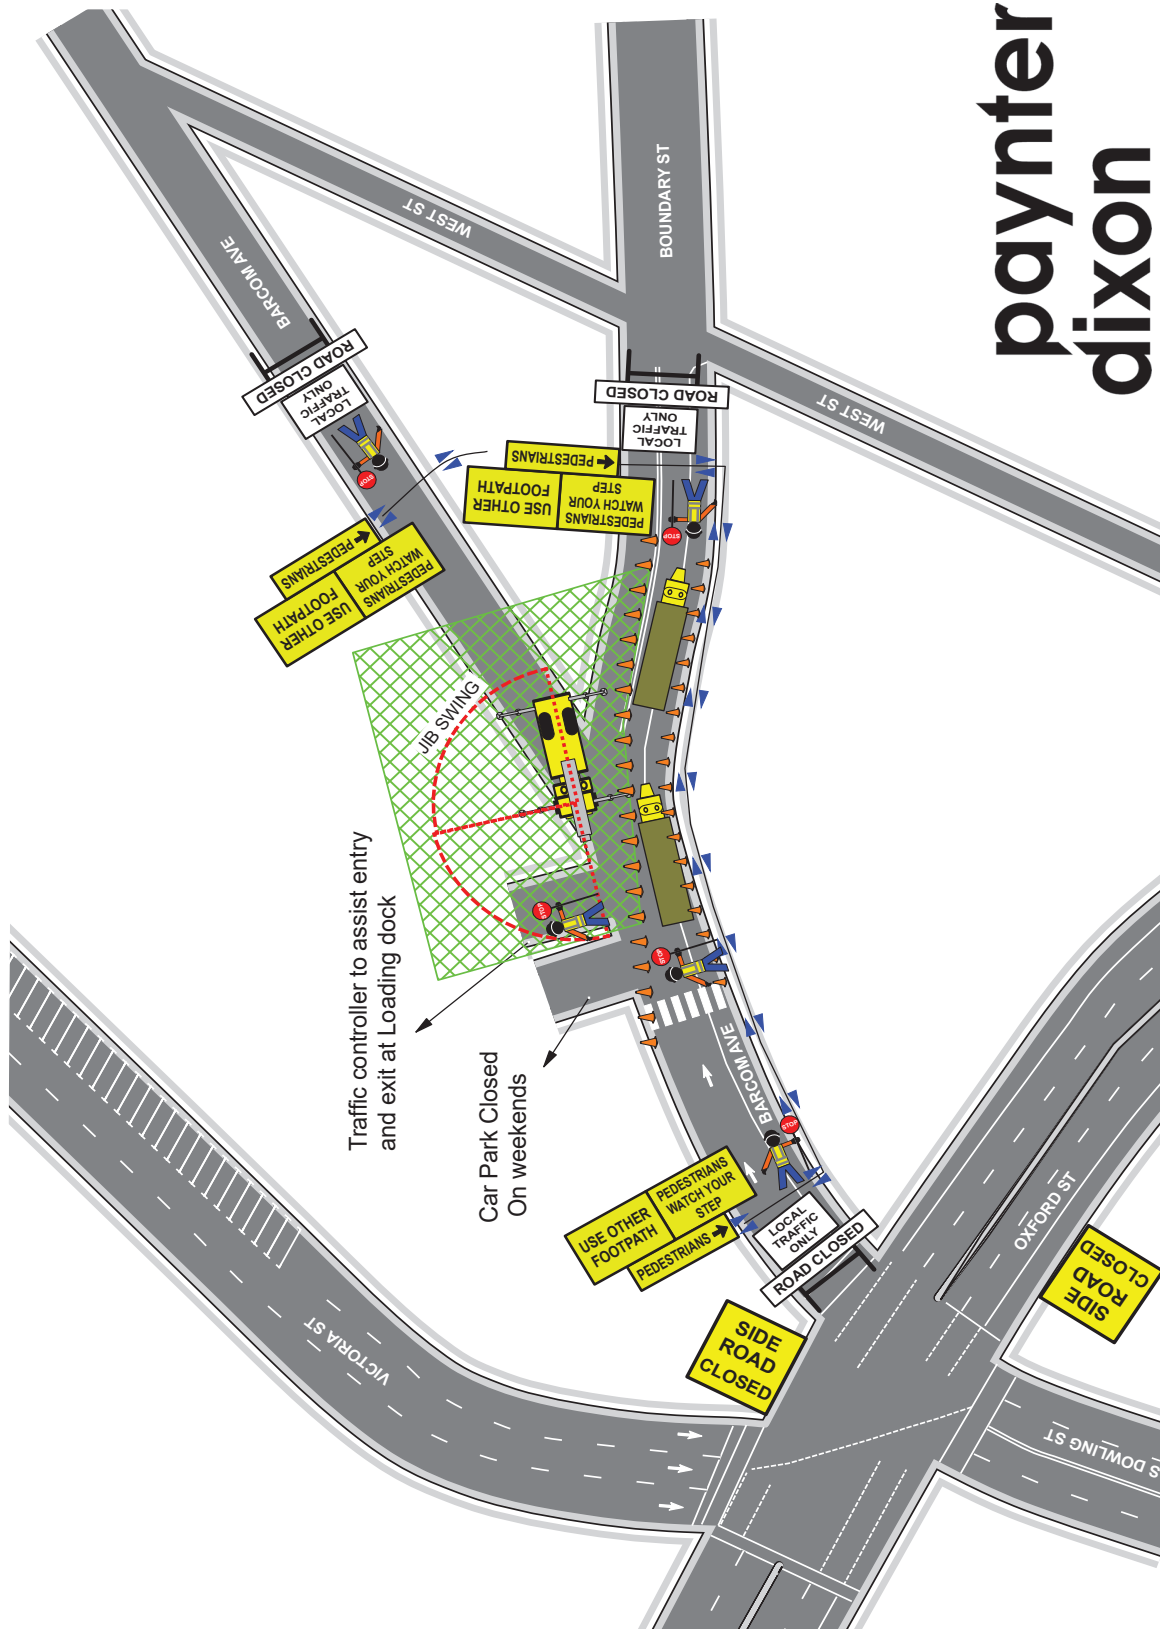 paynter
dixon
BARCOM AVE
WEST ST
BOUNDARY ST
ROAD CLOSED
LOCAL
TRAFFIC
ONLY
ROAD CLOSED
LOCAL
TRAFFIC
ONLY
WEST ST
STOP
PEDESTRIANS
USE OTHER
FOOTPATH
PEDESTRIANS
WATCH YOUR
STEP
PEDESTRIANS
USE OTHER
FOOTPATH
PEDESTRIANS
WATCH YOUR
STEP
STOP
JIB SWING
Traffic controller to assist entry
and exit at Loading dock
STOP
STOP
Car Park Closed
On weekends
BARCOM AVE
STOP
USE OTHER
FOOTPATH
PEDESTRIANS
WATCH YOUR
STEP
PEDESTRIANS
LOCAL
TRAFFIC
ONLY
ROAD CLOSED
OXFORD ST
SIDE
ROAD
CLOSED
SIDE
ROAD
CLOSED
VICTORIA ST
S DOWLING ST